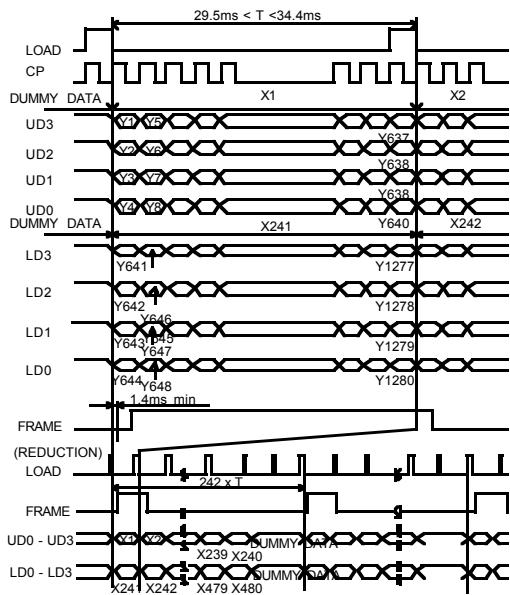 29.5ms < T <34.4ms
LOAD
CP
DUMMY DATA X1 X2
UD3 Y1 Y5 Y637
UD2 Y2 Y6 Y638
UD1 Y3 Y7 Y638
UD0 Y4 Y8 Y640
DUMMY DATA X241 X242
LD3 Y641 Y1277
LD2 Y642 Y646 Y1278
LD1 Y643 Y645 Y1279
Y647
LD0 Y644 Y648 Y1280
1.4ms min
FRAME
(REDUCTION)
LOAD
242 x T
FRAME
UD0 - UD3 X1 X2 DUMMY DATA
X239 X240
LD0 - LD3 DUMMY DATA
X241 X242 X479 X480